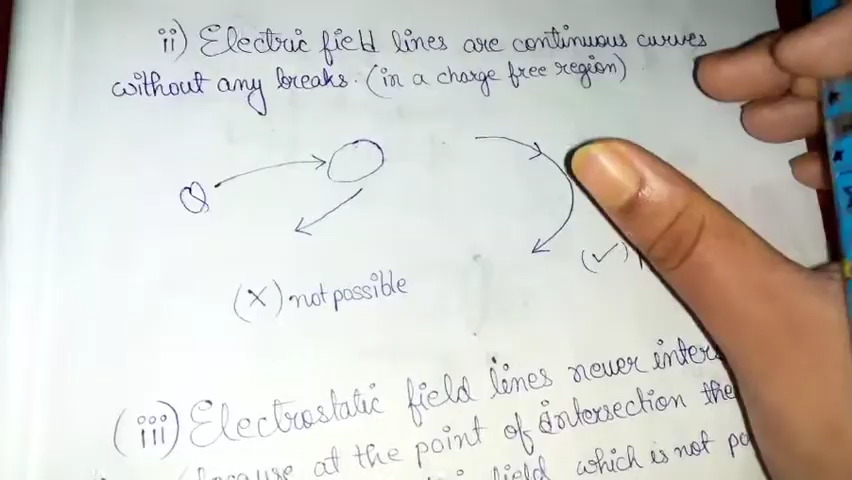 ii) Electric field lines are continuous curves
without any breaks. (in a charge free region)
Q
(X) not possible
(✓)
(iii) Electrostatic field lines never inters
because at the point of intersection the
field which is not po